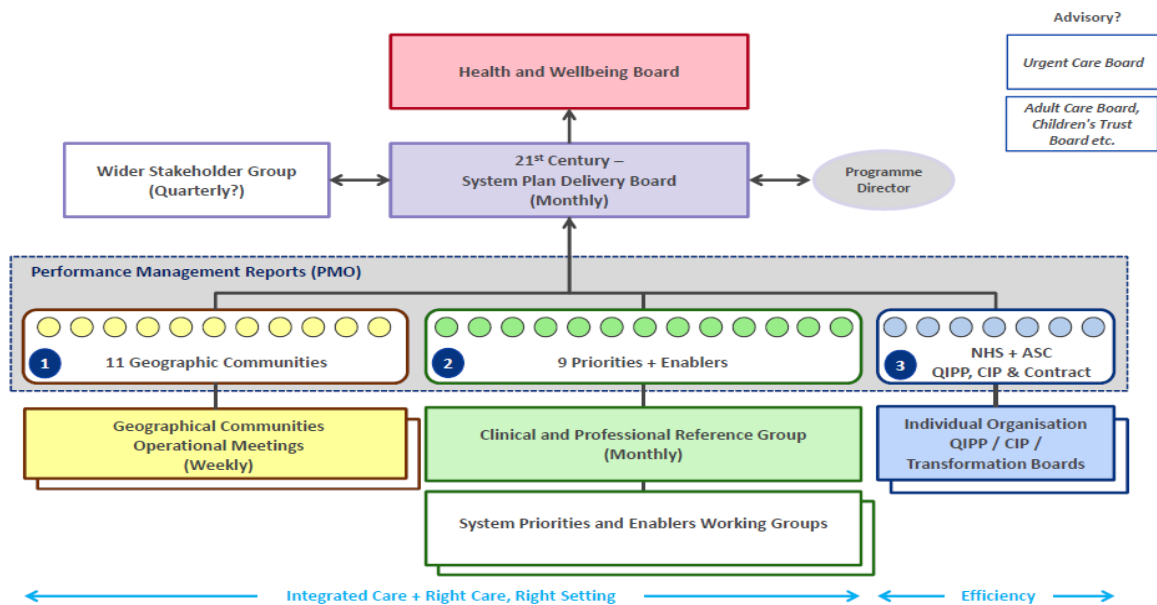 Advisory?
Urgent Care Board
Adult Care Board,
Children's Trust
Board etc.
Health and Wellbeing Board
Wider Stakeholder Group
(Quarterly?)
21st Century –
System Plan Delivery Board
(Monthly)
Programme
Director
Performance Management Reports (PMO)
1
11 Geographic Communities
2
9 Priorities + Enablers
3
NHS + ASC
QIPP, CIP & Contract
Geographical Communities
Operational Meetings
(Weekly)
Clinical and Professional Reference Group
(Monthly)
Individual Organisation
QIPP / CIP /
Transformation Boards
System Priorities and Enablers Working Groups
Integrated Care + Right Care, Right Setting
Efficiency